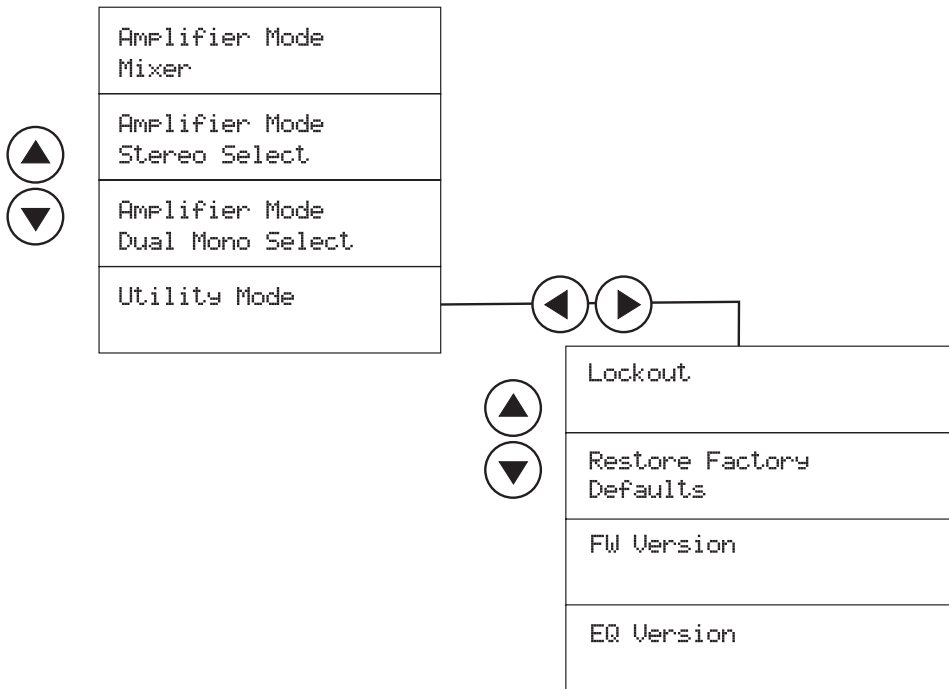 Amplifier Mode
Mixer
Amplifier Mode
Stereo Select
Amplifier Mode
Dual Mono Select
Utility Mode
Lockout
Restore Factory
Defaults
FW Version
EQ Version